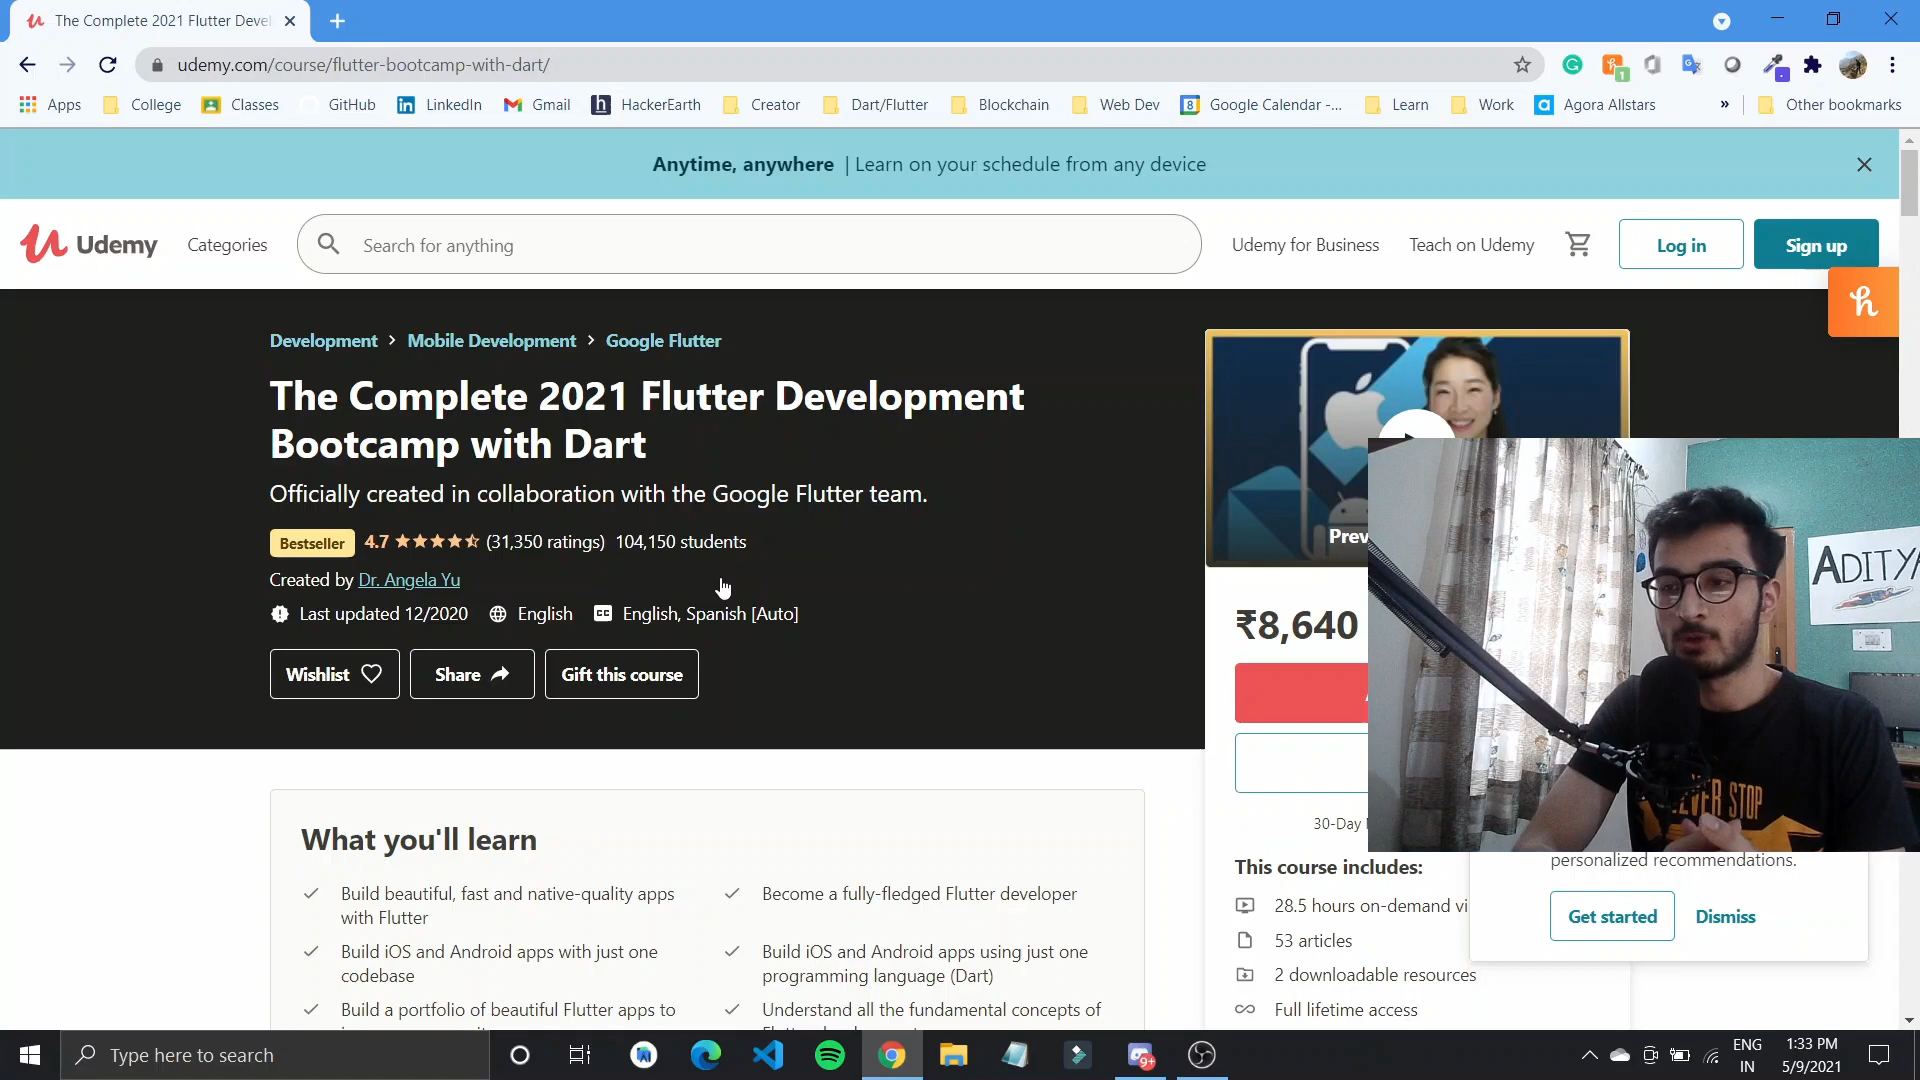 The Complete 2021 Flutter Devel
udemy.com/course/flutter-bootcamp-with-dart/
1
Apps College Classes GitHub LinkedIn Gmail HackerEarth Creator Dart/Flutter Blockchain Web Dev Google Calendar -... Learn Work Agora Allstars » Other bookmarks
Anytime, anywhere | Learn on your schedule from any device
Udemy Categories Search for anything Udemy for Business Teach on Udemy Log in Sign up
Development > Mobile Development > Google Flutter
The Complete 2021 Flutter Development
Bootcamp with Dart
Officially created in collaboration with the Google Flutter team.
Bestseller 4.7 (31,350 ratings) 104,150 students
Created by Dr. Angela Yu
Last updated 12/2020 English English, Spanish [Auto]
Wishlist Share Gift this course
Prev
₹8,640
30-Day
ADITYA
NEVER STOP
What you'll learn
Build beautiful, fast and native-quality apps
with Flutter
Become a fully-fledged Flutter developer
Build iOS and Android apps with just one
codebase
Build iOS and Android apps using just one
programming language (Dart)
Build a portfolio of beautiful Flutter apps to
Understand all the fundamental concepts of
This course includes:
28.5 hours on-demand vi
53 articles
2 downloadable resources
Full lifetime access
personalized recommendations.
Get started Dismiss
Type here to search
9+
ENG
IN
1:33 PM
5/9/2021